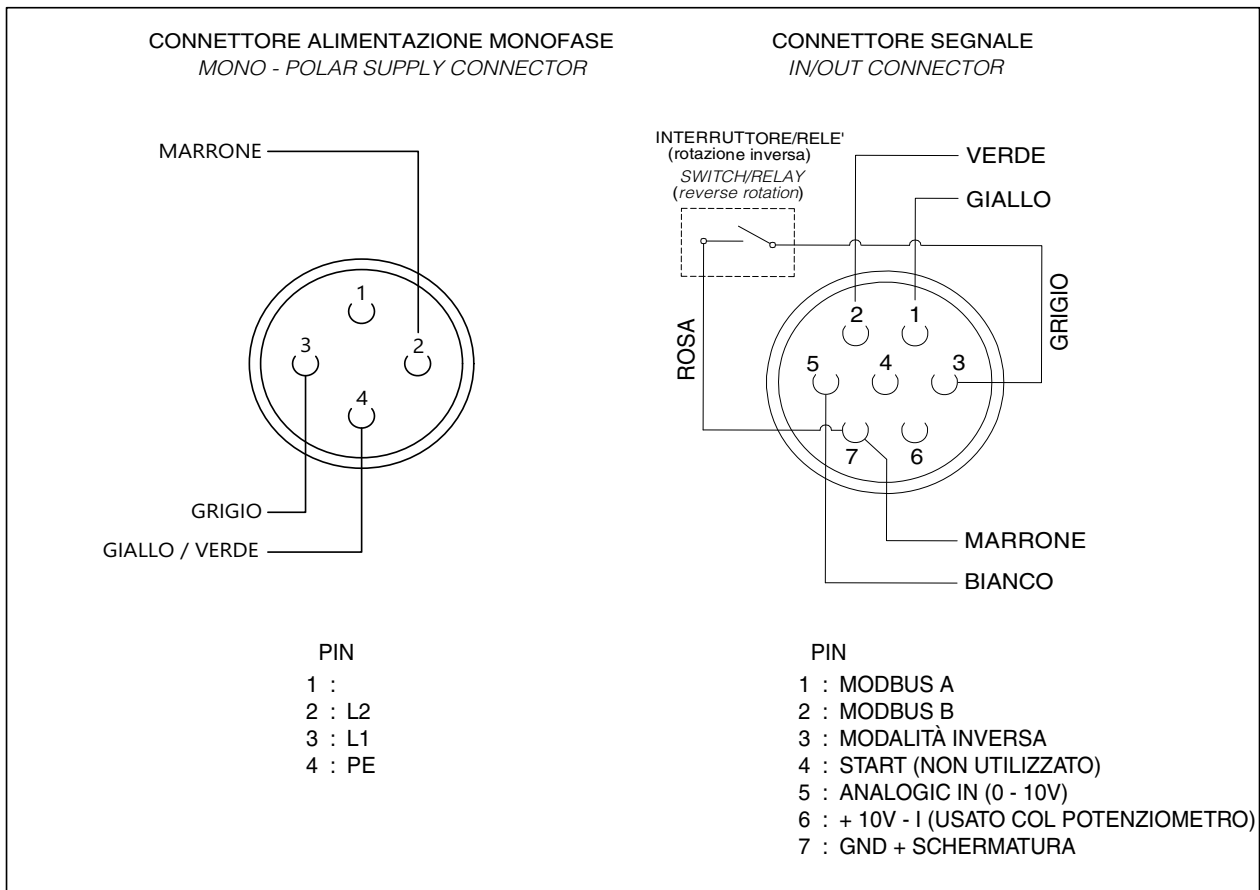 CONNETTORE ALIMENTAZIONE MONOFASE
MONO - POLAR SUPPLY CONNECTOR
MARRONE
1
3
2
4
GRIGIO
GIALLO / VERDE
PIN
1 :
2 : L2
3 : L1
4 : PE
CONNETTORE SEGNALE
IN/OUT CONNECTOR
INTERRUTTORE/RELE'
(rotazione inversa)
SWITCH/RELAY
(reverse rotation)
VERDE
GIALLO
ROSA
GRIGIO
2
1
5
4
3
7
6
MARRONE
BIANCO
PIN
1 : MODBUS A
2 : MODBUS B
3 : MODALITÀ INVERSA
4 : START (NON UTILIZZATO)
5 : ANALOGIC IN (0 - 10V)
6 : + 10V - I (USATO COL POTENZIOMETRO)
7 : GND + SCHERMATURA